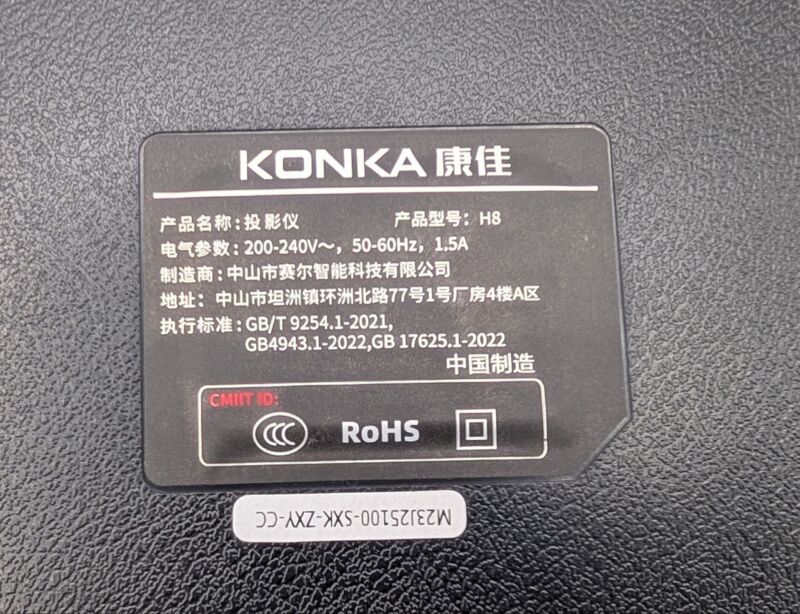 KONKA 康佳
产品名称:投影仪 产品型号: H8
电气参数: 200-240V～, 50-60Hz, 1.5A
制造商: 中山市赛尔智能科技有限公司
地址: 中山市坦洲镇环洲北路77号1号厂房4楼A区
执行标准: GB/T 9254.1-2021,
GB4943.1-2022,GB 17625.1-2022
中国制造
CMIIT ID:
CCC RoHS
M23J25100-SXK-ZXY-CC